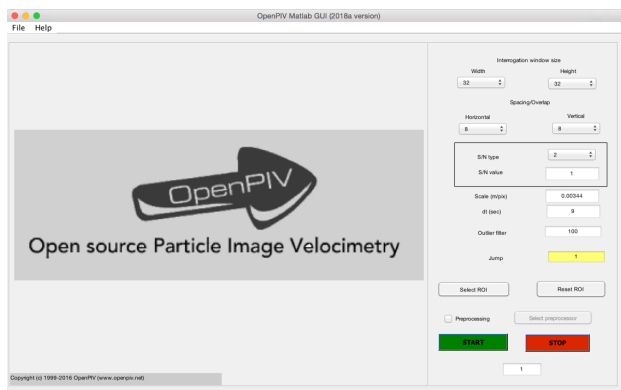 OpenPIV Matlab GUI (2018a version)
File Help
Interrogation window size
Width Height
32 32
Spacing/Overlap
Horizontal Vertical
8 8
S/N type 2
S/N value 1
Scale (m/pix) 0.00344
dt (sec) 9
Outlier filter 100
Jump 1
Select ROI Reset ROI
Preprocessing Select preprocessor
START STOP
1
OpenPIV
Open source Particle Image Velocimetry
Copyright (c) 1999-2016 OpenPIV (www.openpiv.net)